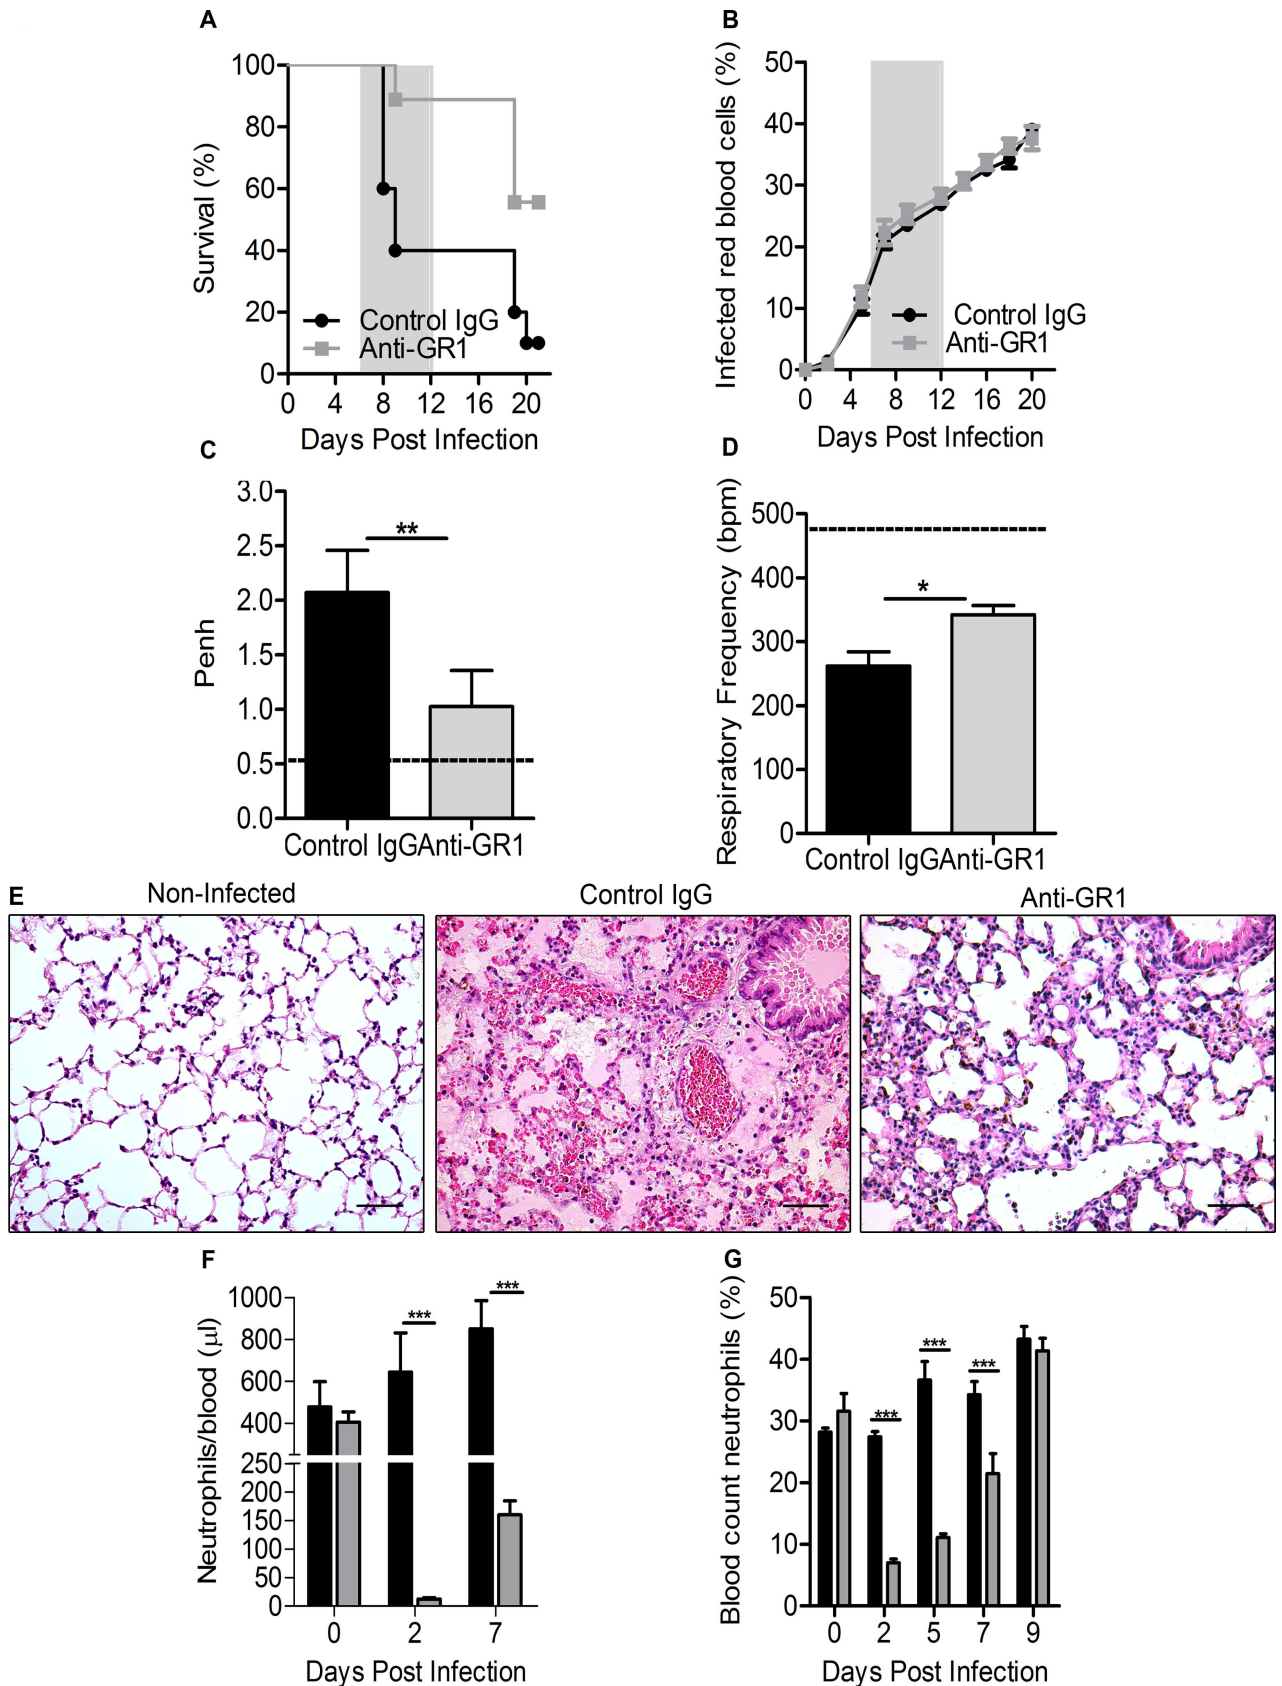 A
Survival (%)
100
80
60
40
20
0
Control IgG
Anti-GR1
0 4 8 12 16 20
Days Post Infection
B
Infected red blood cells (%)
50
40
30
20
10
0
Control IgG
Anti-GR1
0 4 8 12 16 20
Days Post Infection
C
Penh
3.0
2.5
2.0
1.5
1.0
0.5
0.0
**
Control IgG Anti-GR1
D
Respiratory Frequency (bpm)
500
400
300
200
100
0
*
Control IgG Anti-GR1
E
Non-Infected
Control IgG
Anti-GR1
F
Neutrophils/blood (μl)
1000
800
600
400
250
200
150
100
50
0
***
***
0 2 7
Days Post Infection
G
Blood count neutrophils (%)
50
40
30
20
10
0
***
***
***
0 2 5 7 9
Days Post Infection